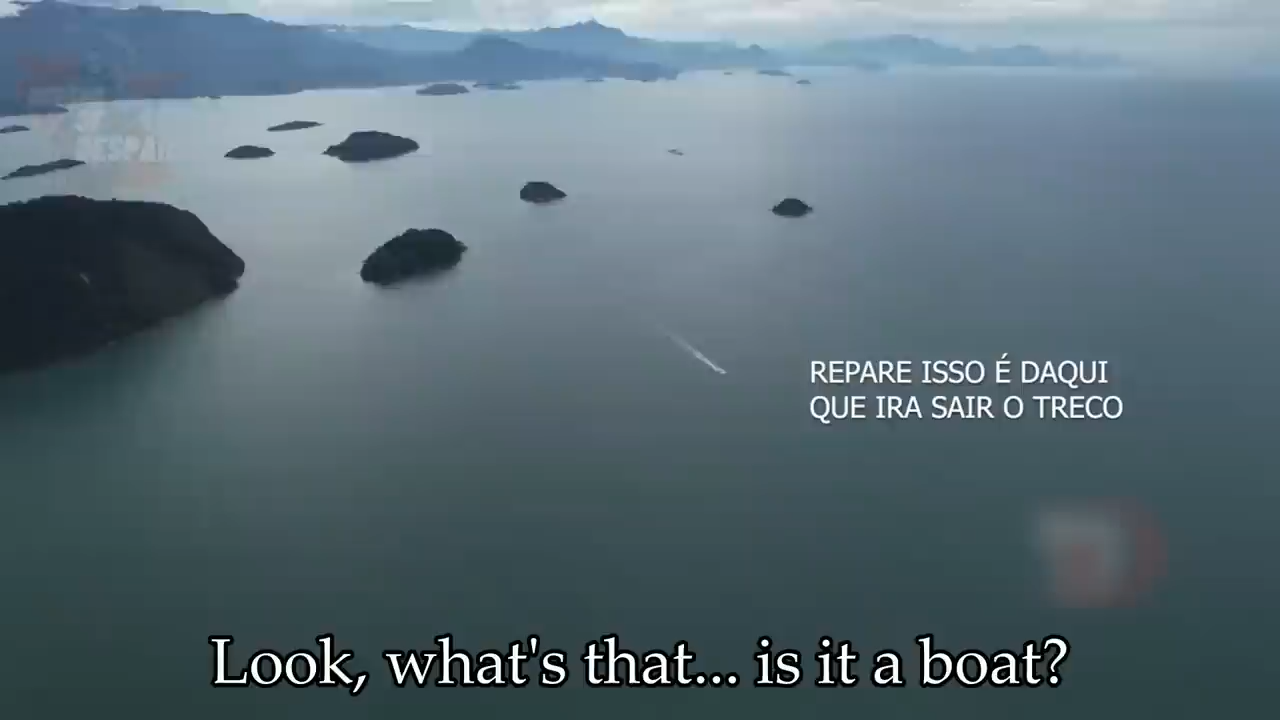 REPARE ISSO É DAQUI
QUE IRA SAIR O TRECO
Look, what's that... is it a boat?